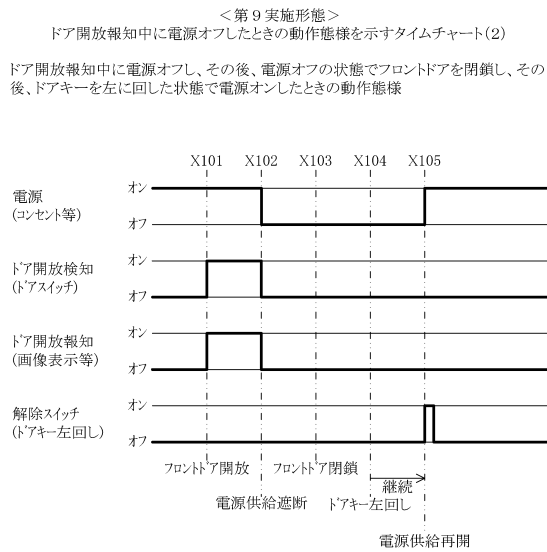 ＜第９実施形態＞
ドア開放報知中に電源オフしたときの動作態様を示すタイムチャート(２)
ドア開放報知中に電源オフし、その後、電源オフの状態でフロントドアを閉鎖し、その
後、ドアキーを左に回した状態で電源オンしたときの動作態様
X101 X102 X103 X104 X105
電源
(コンセント等)
オン
オフ
ドア開放検知
(ドアスイッチ)
オン
オフ
ドア開放報知
(画像表示等)
オン
オフ
解除スイッチ
(ドアキー左回し)
オン
オフ
フロントドア開放 フロントドア閉鎖
継続
電源供給遮断 ドアキー左回し
電源供給再開